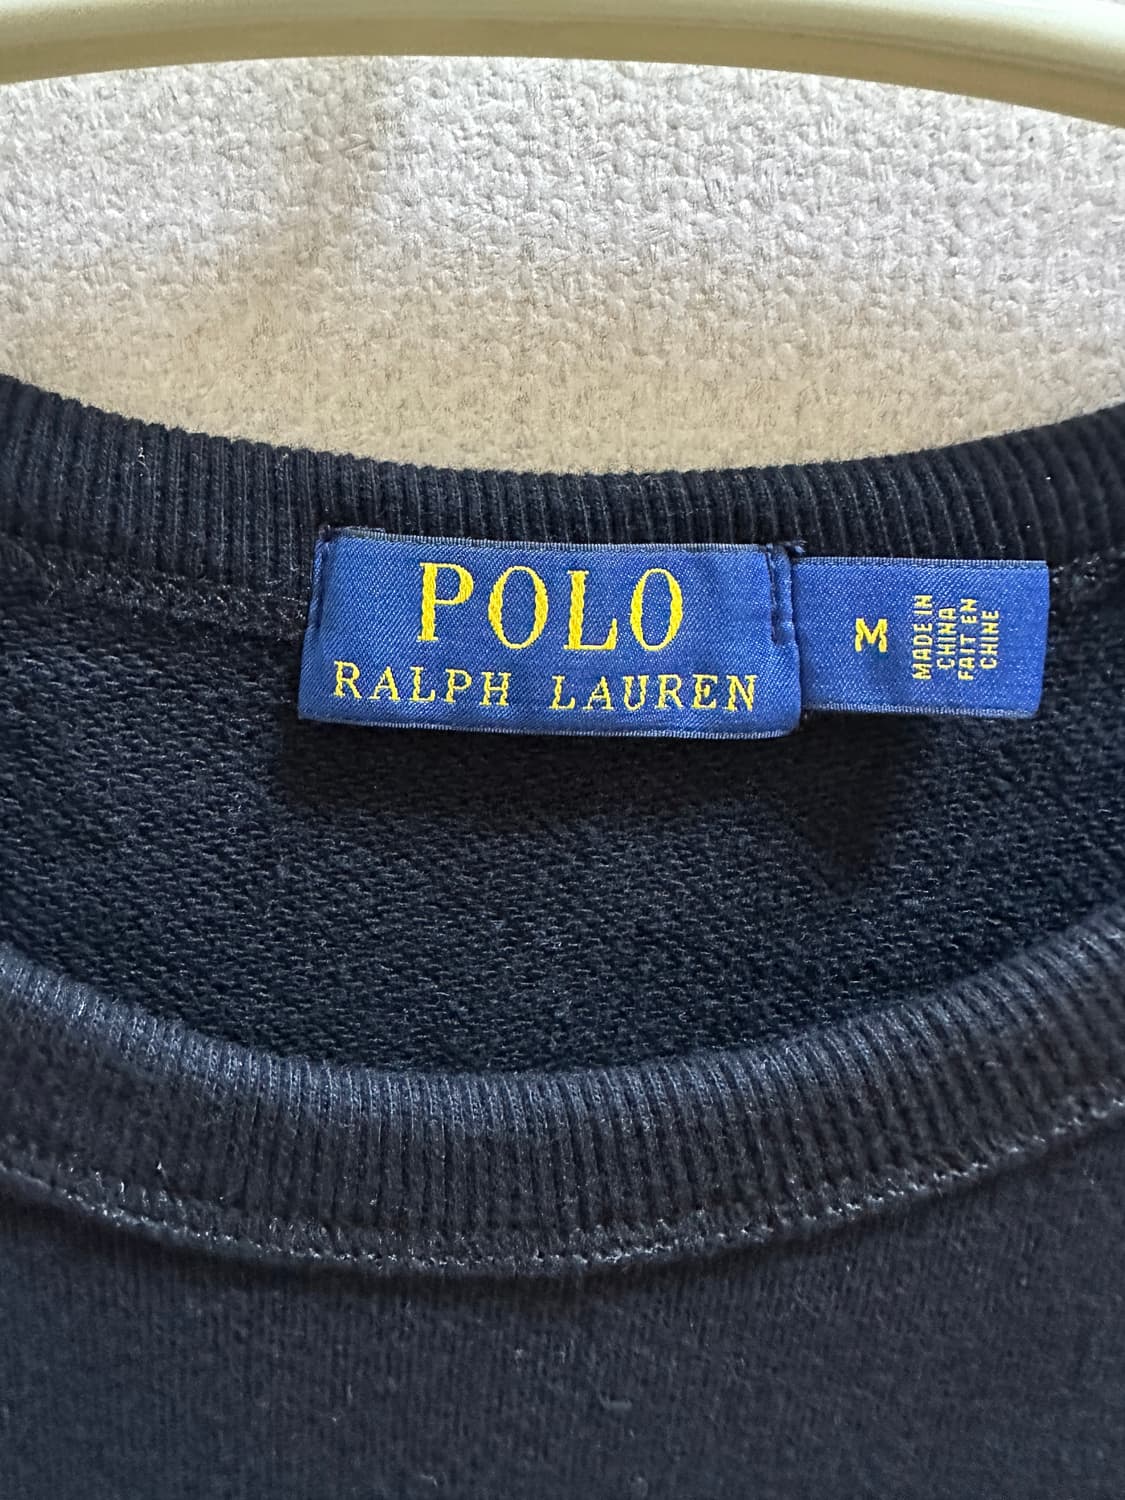 POLO
RALPH LAUREN
M
MADE IN
CHINA
FAIT EN
CHINE